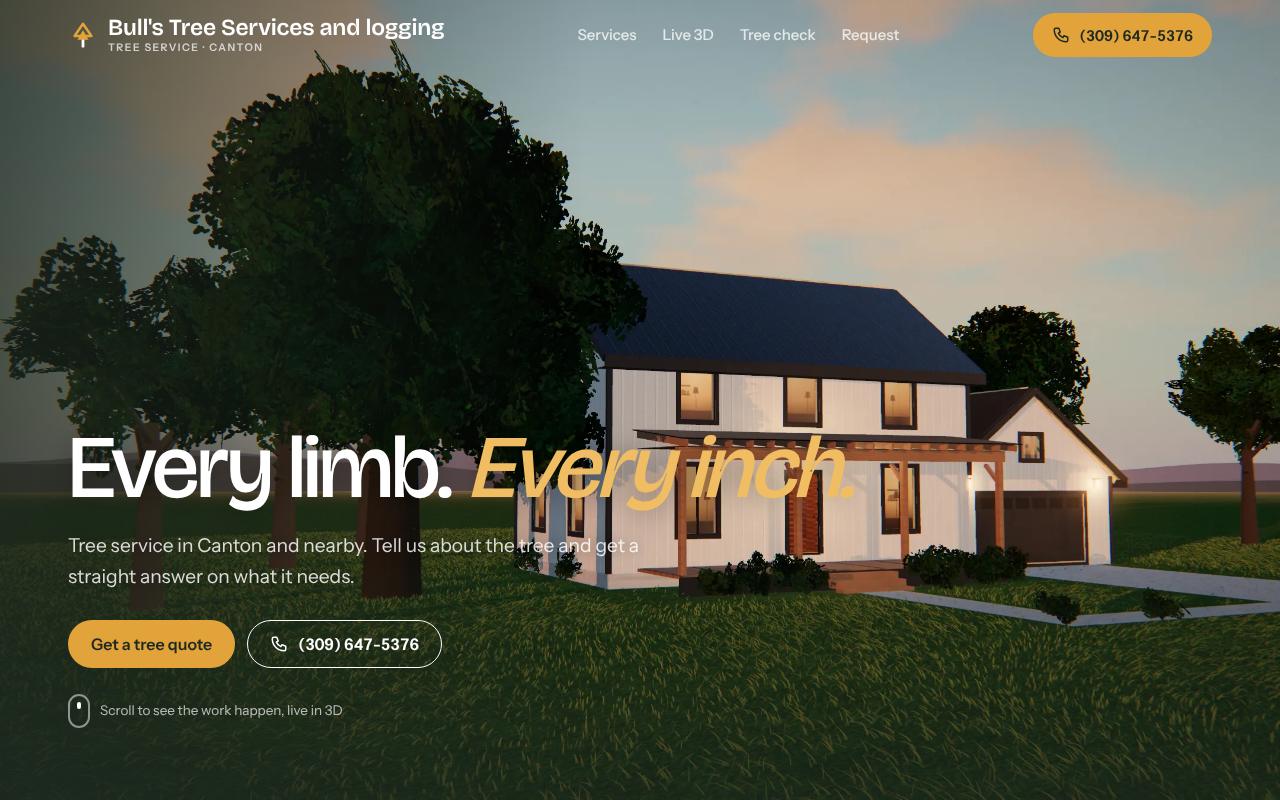 Bull's Tree Services and logging
TREE SERVICE · CANTON
Services
Live 3D
Tree check
Request
(309) 647-5376
Every limb. Every inch.
Tree service in Canton and nearby. Tell us about the tree and get a
straight answer on what it needs.
Get a tree quote
(309) 647-5376
Scroll to see the work happen, live in 3D